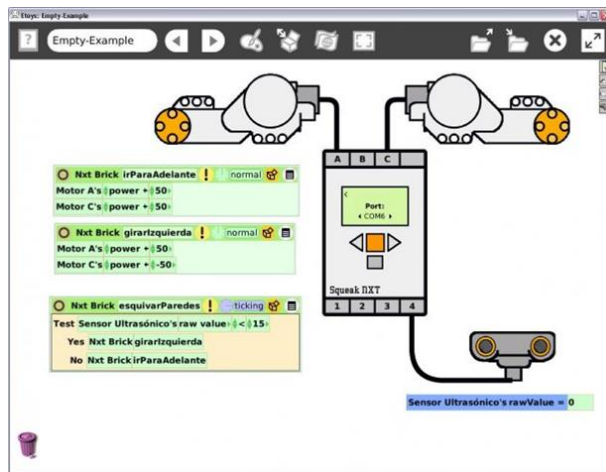 Etoys: Empty-Example
?
Empty-Example
A B C
Nxt Brick irParaAdelante ! normal
Motor A's power ← 50
Motor C's power ← 50
Nxt Brick girarIzquierda ! normal
Motor A's power ← 50
Motor C's power ← -50
Port:
COM6
Squeak NXT
1 2 3 4
Nxt Brick esquivarParedes ! ticking
Test Sensor Ultrasónico's raw value < 15
Yes Nxt Brick girarIzquierda
No Nxt Brick irParaAdelante
Sensor Ultrasónico's rawValue = 0